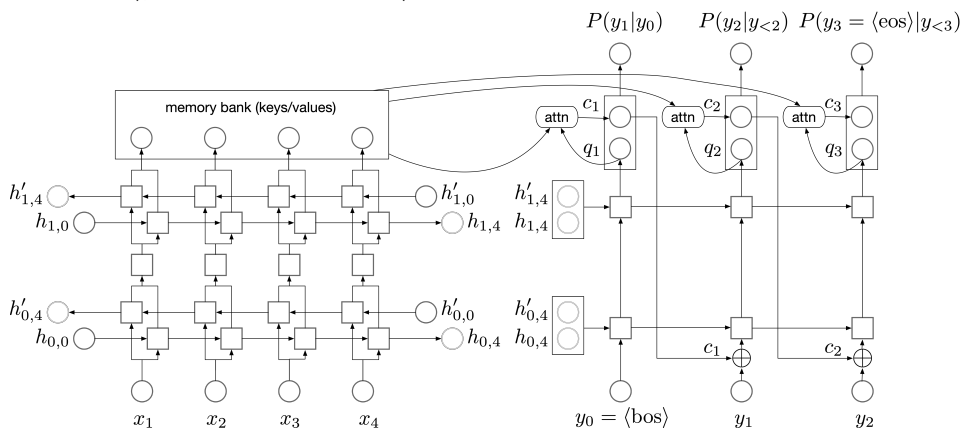 P(y₁|y₀) P(y₂|y<₂) P(y₃ = ⟨eos⟩|y<₃)
memory bank (keys/values)
attn c₁ attn c₂ attn c₃
q₁ q₂ q₃
h′₁,₄ h′₁,₀ h′₁,₄
h₁,₀ h₁,₄ h₁,₄
h′₀,₄ h′₀,₀ h′₀,₄
h₀,₀ h₀,₄ h₀,₄
c₁ c₂
x₁ x₂ x₃ x₄ y₀ = ⟨bos⟩ y₁ y₂